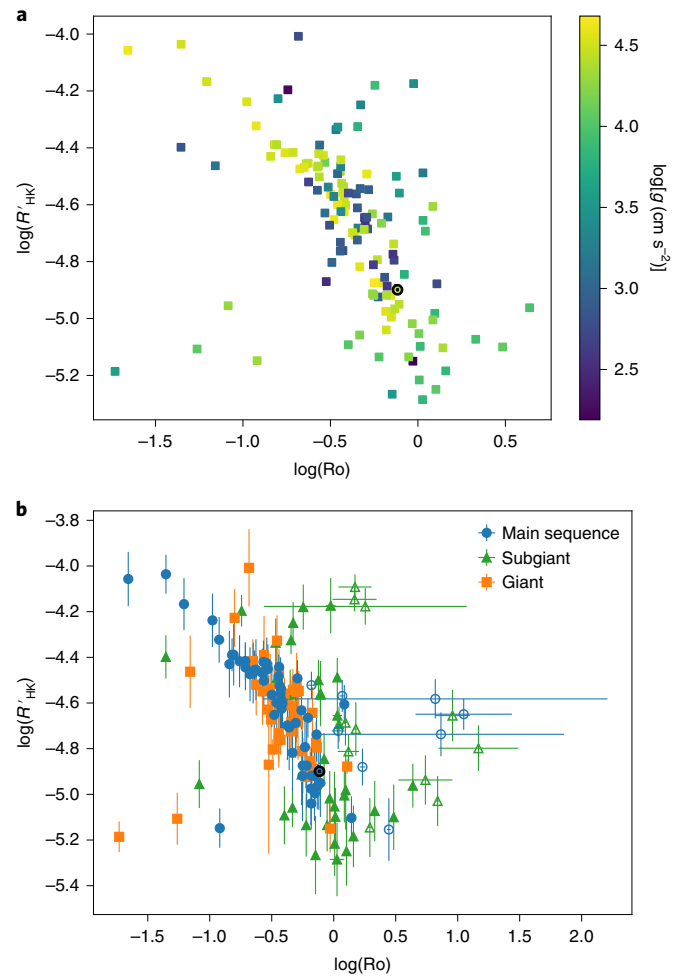 a
−4.0
−4.2
−4.4
−4.6
−4.8
−5.0
−5.2
log(R′HK)
−1.5 −1.0 −0.5 0 0.5
log(Ro)
4.5
4.0
3.5
3.0
2.5
log[g (cm s−2)]
b
−3.8
−4.0
−4.2
−4.4
−4.6
−4.8
−5.0
−5.2
−5.4
log(R′HK)
Main sequence
Subgiant
Giant
−1.5 −1.0 −0.5 0 0.5 1.0 1.5 2.0
log(Ro)